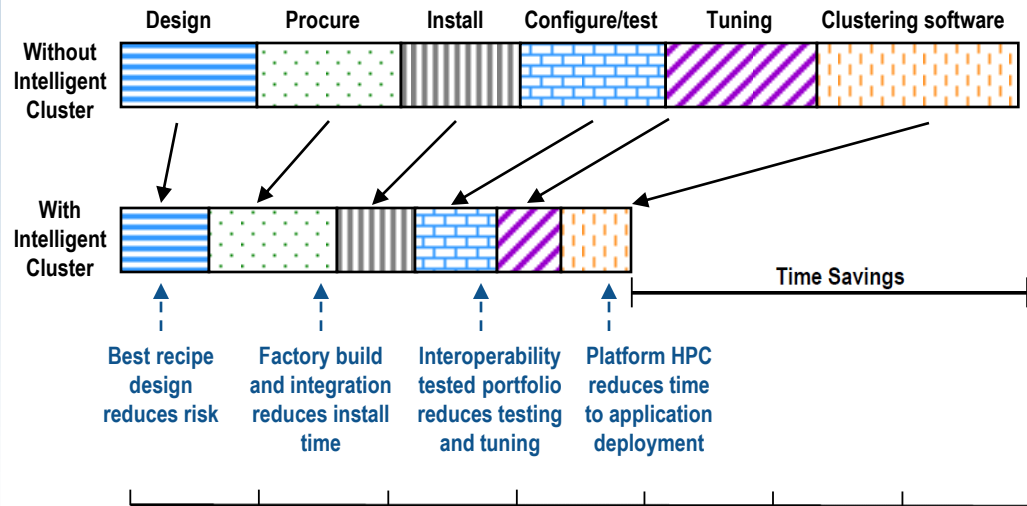 Design Procure Install Configure/test Tuning Clustering software
Without
Intelligent
Cluster
With
Intelligent
Cluster
Time Savings
Best recipe
design
reduces risk
Factory build
and integration
reduces install
time
Interoperability
tested portfolio
reduces testing
and tuning
Platform HPC
reduces time
to application
deployment